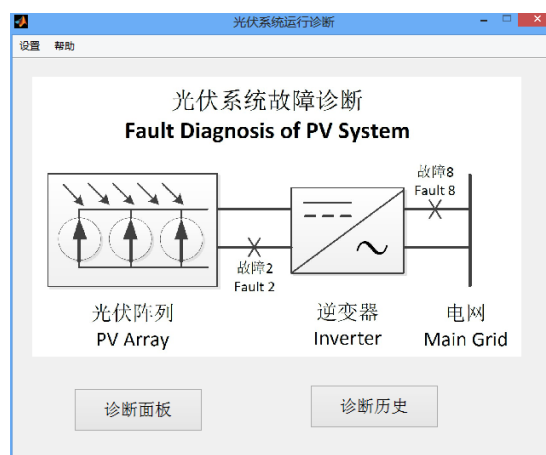 光伏系统运行诊断
设置 帮助
光伏系统故障诊断
Fault Diagnosis of PV System
故障8
Fault 8
故障2
Fault 2
光伏阵列
PV Array
逆变器
Inverter
电网
Main Grid
诊断面板
诊断历史